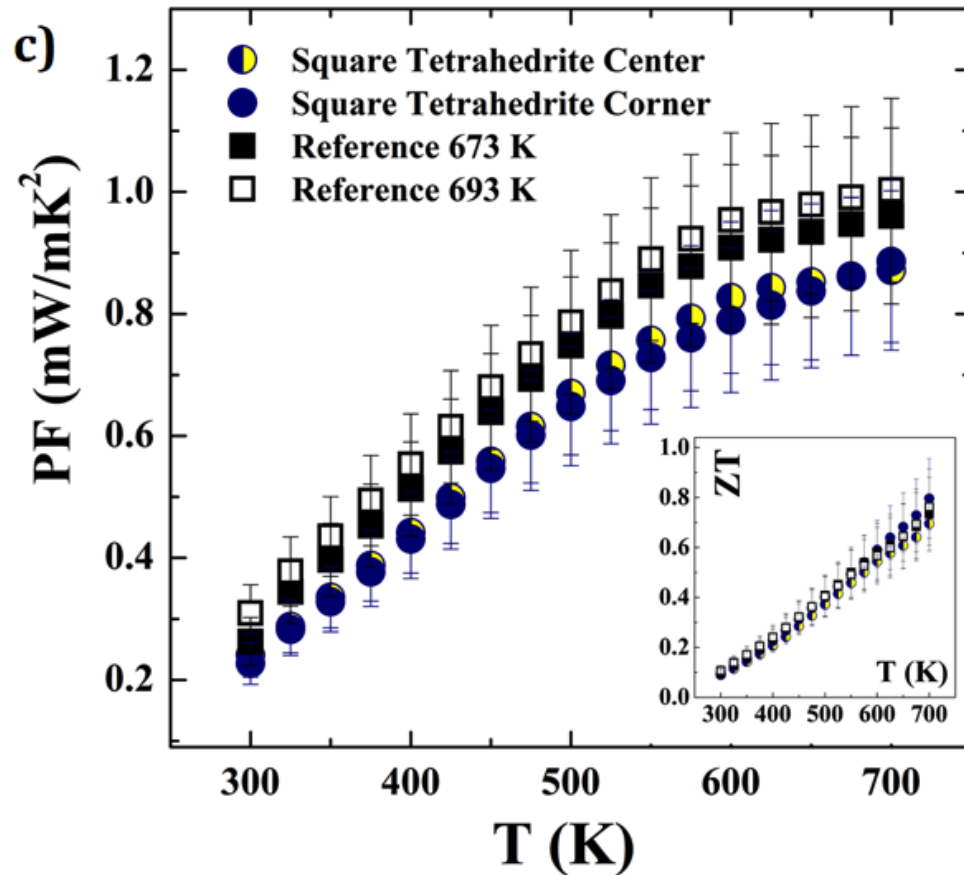 c)
Square Tetrahedrite Center
Square Tetrahedrite Corner
Reference 673 K
Reference 693 K
PF (mW/mK²)
1.2
1.0
0.8
0.6
0.4
0.2
300 400 500 600 700
T (K)
ZT
1.0
0.8
0.6
0.4
0.2
0.0
T (K)
300 400 500 600 700